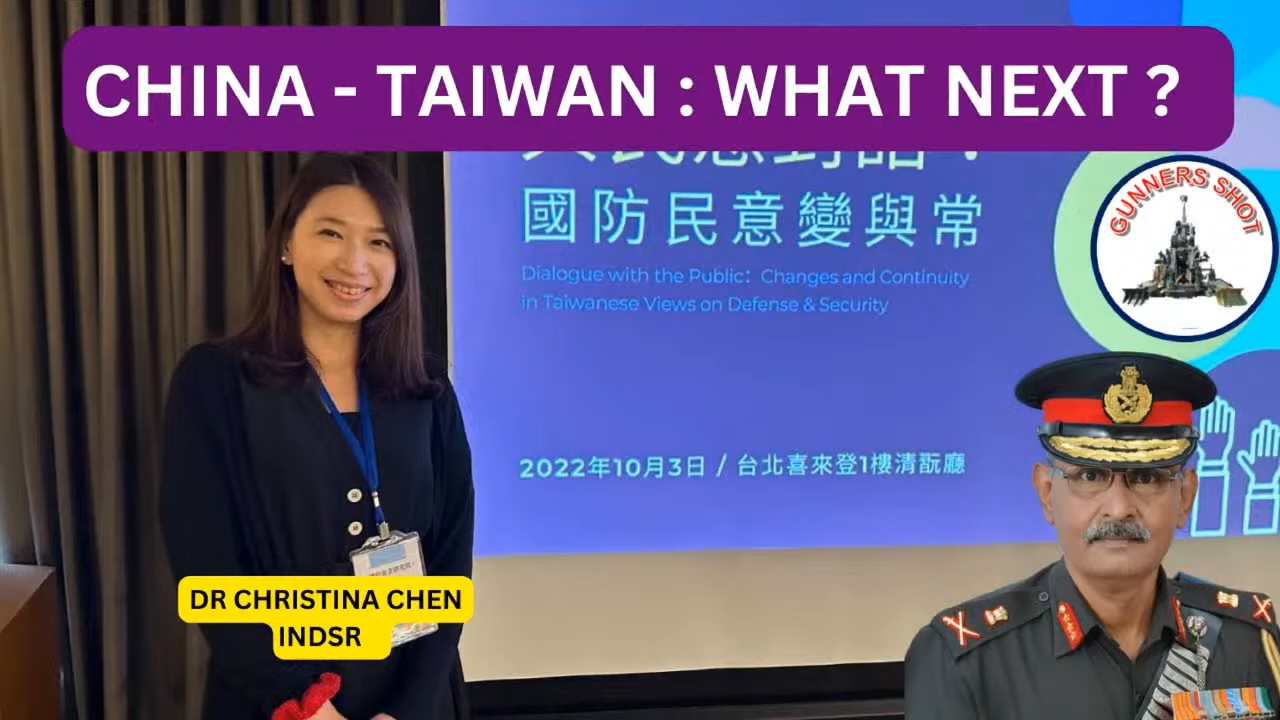 CHINA - TAIWAN : WHAT NEXT ?
國防民意變與常
Dialogue with the Public: Changes and Continuity
in Taiwanese Views on Defense & Security
2022年10月3日 / 台北喜來登1樓清翫廳
GUNNERS SHOT
DR CHRISTINA CHEN
INDSR